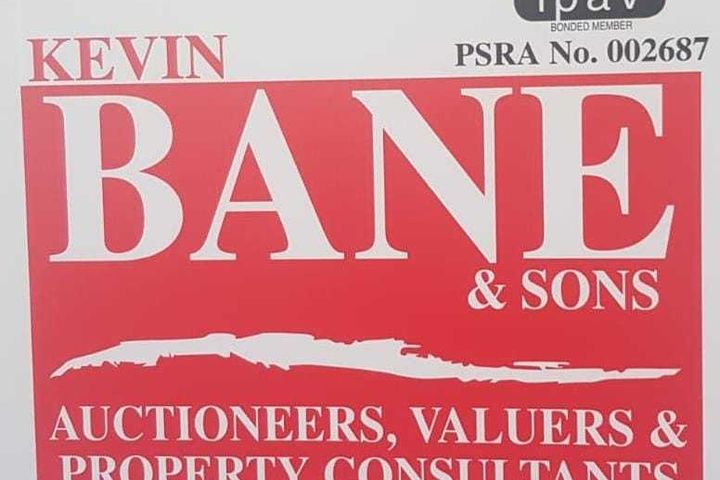 ipav
BONDED MEMBER
PSRA No. 002687
KEVIN
BANE
& SONS
AUCTIONEERS, VALUERS &
PROPERTY CONSULTANTS